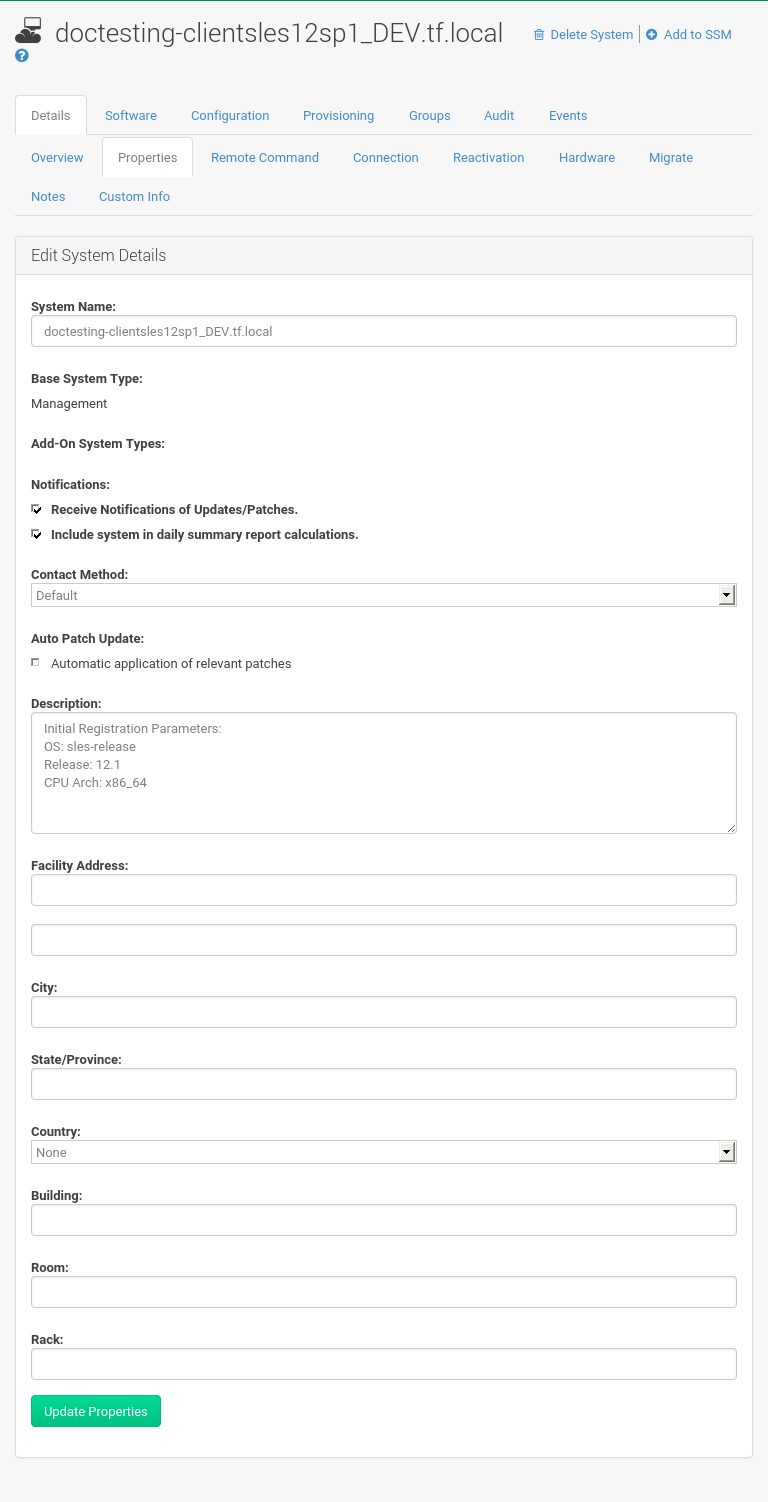 doctesting-clientsles12sp1_DEV.tf.local
Delete System
Add to SSM
Details Software Configuration Provisioning Groups Audit Events
Overview Properties Remote Command Connection Reactivation Hardware Migrate
Notes Custom Info
Edit System Details
System Name:
doctesting-clientsles12sp1_DEV.tf.local
Base System Type:
Management
Add-On System Types:
Notifications:
Receive Notifications of Updates/Patches.
Include system in daily summary report calculations.
Contact Method:
Default
Auto Patch Update:
Automatic application of relevant patches
Description:
Initial Registration Parameters:
OS: sles-release
Release: 12.1
CPU Arch: x86_64
Facility Address:
City:
State/Province:
Country:
None
Building:
Room:
Rack:
Update Properties